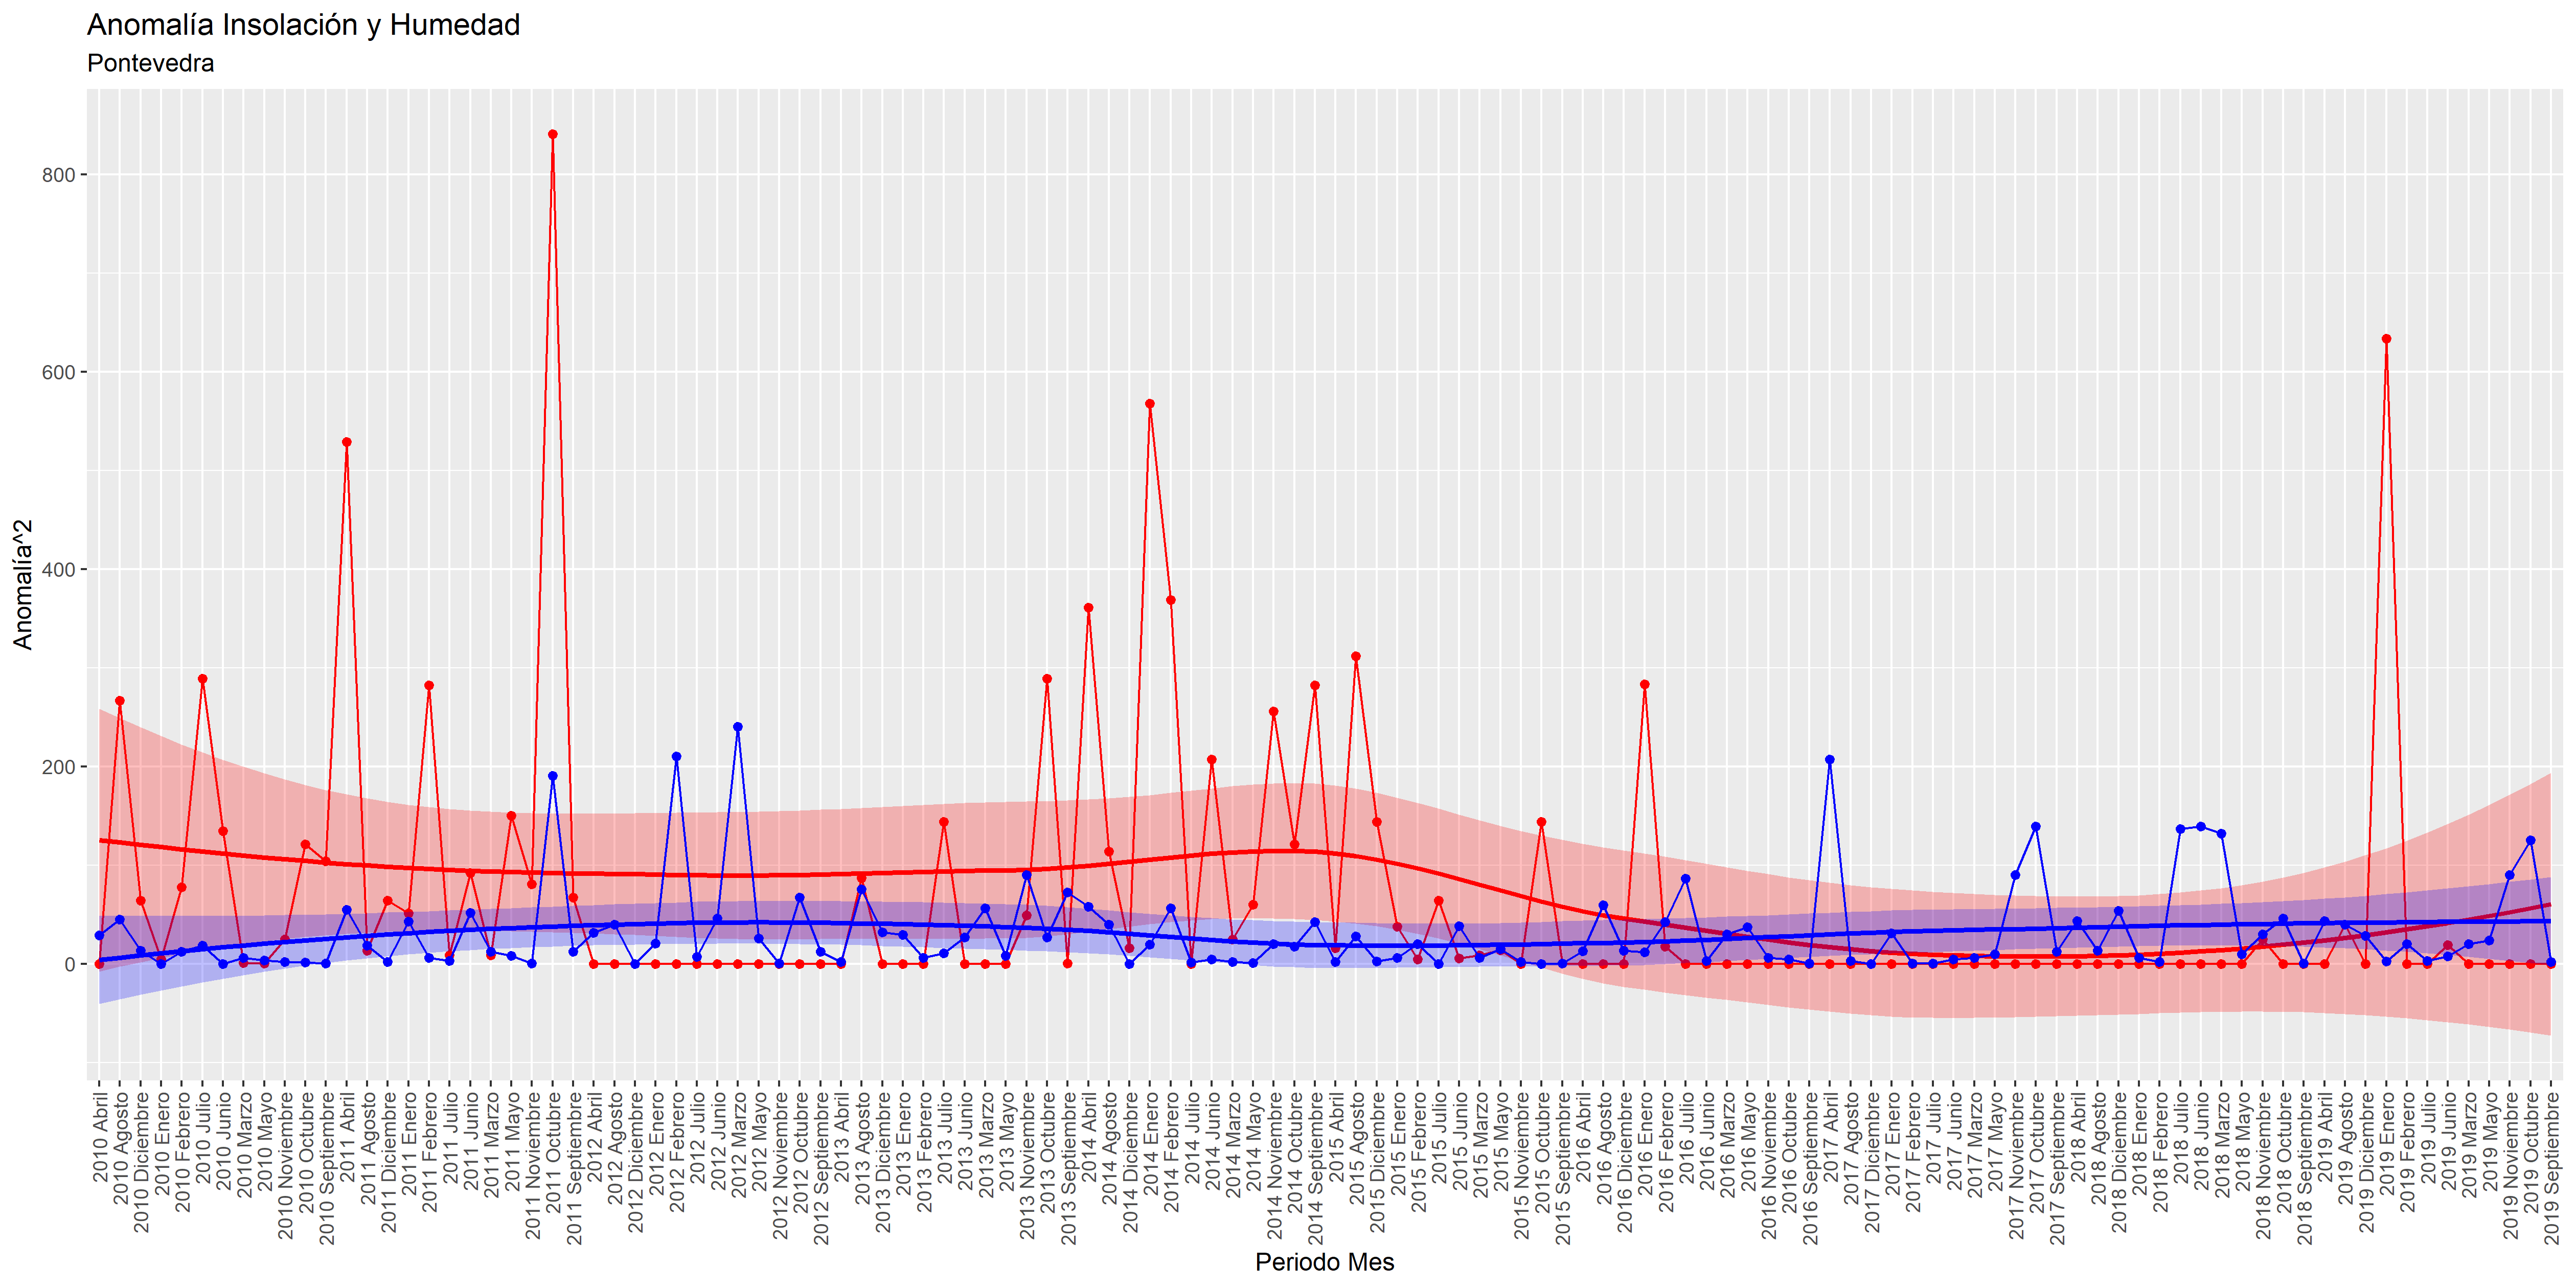 Anomalía Insolación y Humedad
Pontevedra
Anomalía^2
800
600
400
200
0
2010 Abril
2010 Agosto
2010 Diciembre
2010 Enero
2010 Febrero
2010 Julio
2010 Junio
2010 Marzo
2010 Mayo
2010 Noviembre
2010 Octubre
2010 Septiembre
2011 Abril
2011 Agosto
2011 Diciembre
2011 Enero
2011 Febrero
2011 Julio
2011 Junio
2011 Marzo
2011 Mayo
2011 Noviembre
2011 Octubre
2011 Septiembre
2012 Abril
2012 Agosto
2012 Diciembre
2012 Enero
2012 Febrero
2012 Julio
2012 Junio
2012 Marzo
2012 Mayo
2012 Noviembre
2012 Octubre
2012 Septiembre
2013 Abril
2013 Agosto
2013 Diciembre
2013 Enero
2013 Febrero
2013 Julio
2013 Junio
2013 Marzo
2013 Mayo
2013 Noviembre
2013 Octubre
2013 Septiembre
2014 Abril
2014 Agosto
2014 Diciembre
2014 Enero
2014 Febrero
2014 Julio
2014 Junio
2014 Marzo
2014 Mayo
2014 Noviembre
2014 Octubre
2014 Septiembre
2015 Abril
2015 Agosto
2015 Diciembre
2015 Enero
2015 Febrero
2015 Julio
2015 Junio
2015 Marzo
2015 Mayo
2015 Noviembre
2015 Octubre
2015 Septiembre
2016 Abril
2016 Agosto
2016 Diciembre
2016 Enero
2016 Febrero
2016 Julio
2016 Junio
2016 Marzo
2016 Mayo
2016 Noviembre
2016 Octubre
2016 Septiembre
2017 Abril
2017 Agosto
2017 Diciembre
2017 Enero
2017 Febrero
2017 Julio
2017 Junio
2017 Marzo
2017 Mayo
2017 Noviembre
2017 Octubre
2017 Septiembre
2018 Abril
2018 Agosto
2018 Diciembre
2018 Enero
2018 Febrero
2018 Julio
2018 Junio
2018 Marzo
2018 Mayo
2018 Noviembre
2018 Octubre
2018 Septiembre
2019 Abril
2019 Agosto
2019 Diciembre
2019 Enero
2019 Febrero
2019 Julio
2019 Junio
2019 Marzo
2019 Mayo
2019 Noviembre
2019 Octubre
2019 Septiembre
Periodo Mes